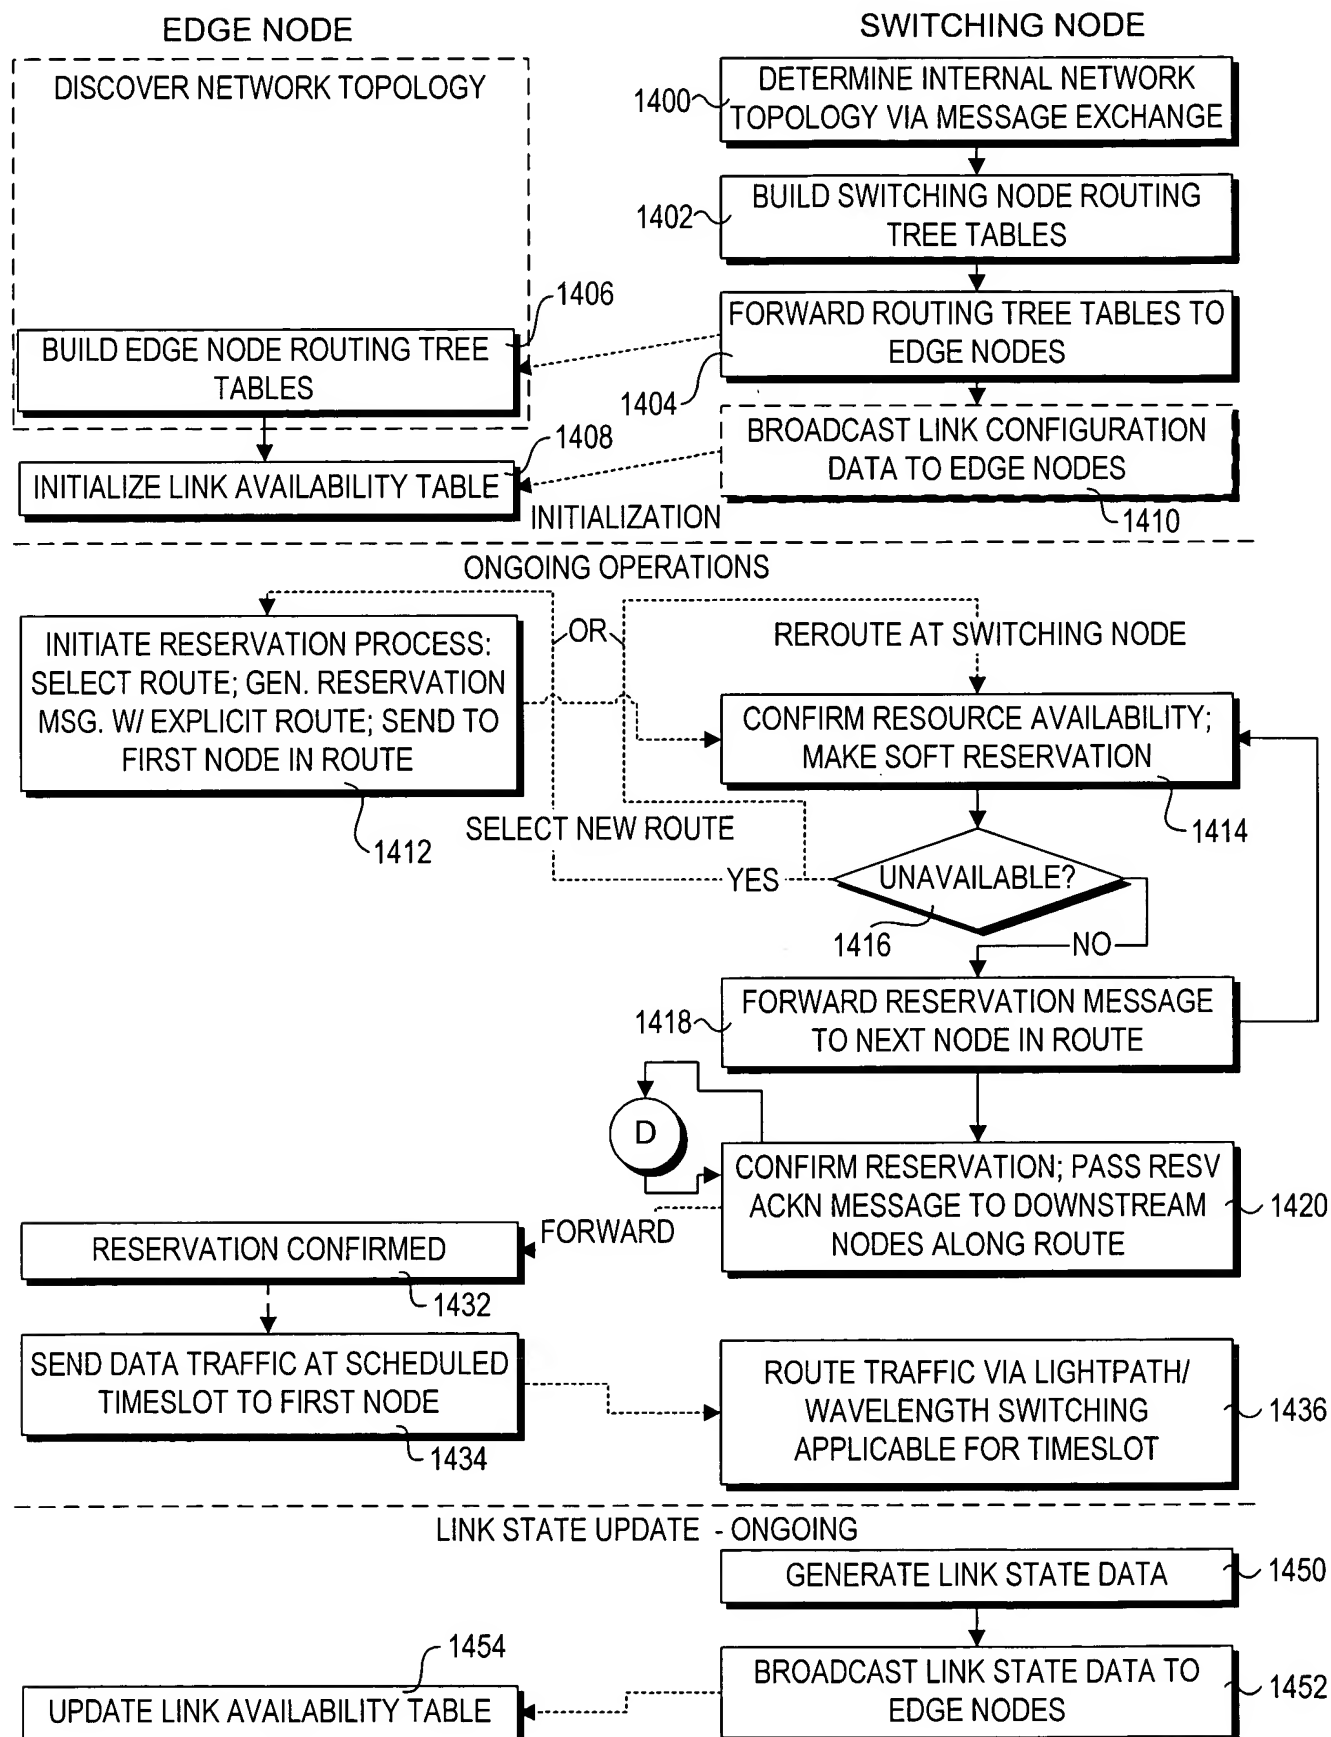 EDGE NODE
SWITCHING NODE
DISCOVER NETWORK TOPOLOGY
1400
DETERMINE INTERNAL NETWORK
TOPOLOGY VIA MESSAGE EXCHANGE
1402
BUILD SWITCHING NODE ROUTING
TREE TABLES
1406
BUILD EDGE NODE ROUTING TREE
TABLES
FORWARD ROUTING TREE TABLES TO
EDGE NODES
1404
1408
INITIALIZE LINK AVAILABILITY TABLE
BROADCAST LINK CONFIGURATION
DATA TO EDGE NODES
1410
INITIALIZATION
ONGOING OPERATIONS
INITIATE RESERVATION PROCESS:
SELECT ROUTE; GEN. RESERVATION
MSG. W/ EXPLICIT ROUTE; SEND TO
FIRST NODE IN ROUTE
1412
OR
REROUTE AT SWITCHING NODE
CONFIRM RESOURCE AVAILABILITY;
MAKE SOFT RESERVATION
1414
SELECT NEW ROUTE
YES
UNAVAILABLE?
1416
NO
1418
FORWARD RESERVATION MESSAGE
TO NEXT NODE IN ROUTE
D
CONFIRM RESERVATION; PASS RESV
ACKN MESSAGE TO DOWNSTREAM
NODES ALONG ROUTE
1420
FORWARD
RESERVATION CONFIRMED
1432
SEND DATA TRAFFIC AT SCHEDULED
TIMESLOT TO FIRST NODE
1434
ROUTE TRAFFIC VIA LIGHTPATH/
WAVELENGTH SWITCHING
APPLICABLE FOR TIMESLOT
1436
LINK STATE UPDATE - ONGOING
GENERATE LINK STATE DATA
1450
1454
UPDATE LINK AVAILABILITY TABLE
BROADCAST LINK STATE DATA TO
EDGE NODES
1452